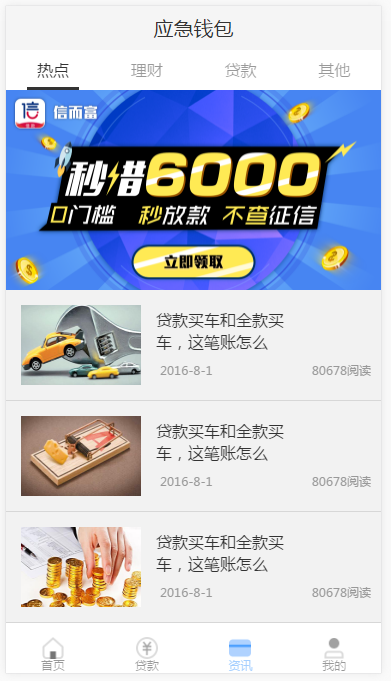 应急钱包
热点 理财 贷款 其他
信 信而富
秒借6000
0门槛 秒放款 不查征信
立即领取
贷款买车和全款买
车，这笔账怎么
2016-8-1 80678阅读
贷款买车和全款买
车，这笔账怎么
2016-8-1 80678阅读
贷款买车和全款买
车，这笔账怎么
2016-8-1 80678阅读
首页 贷款 资讯 我的